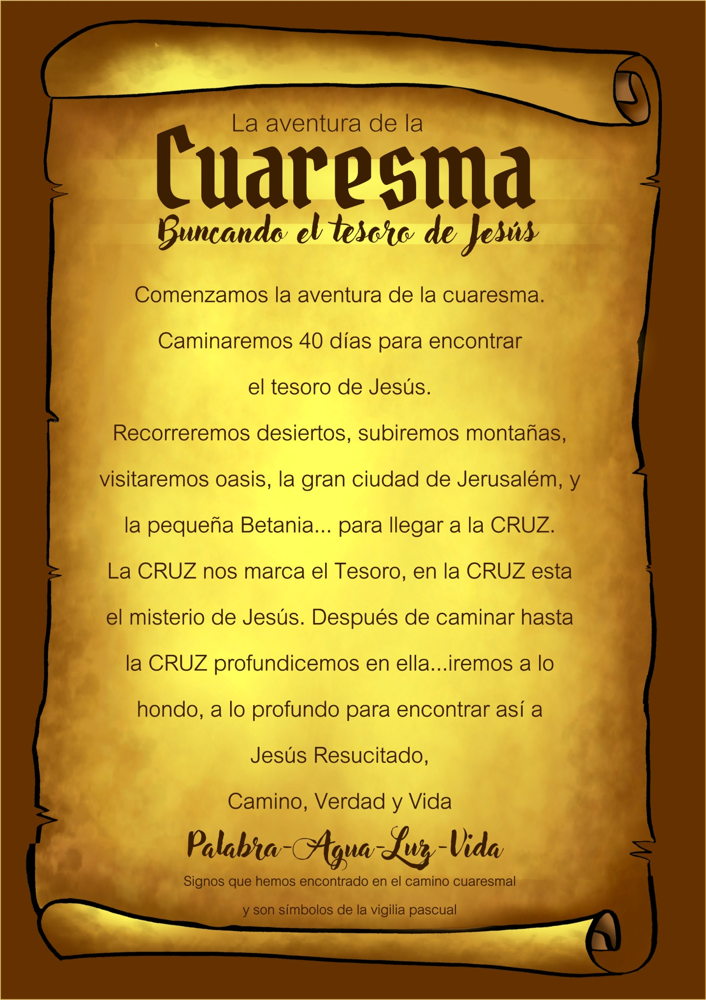 La aventura de la
Cuaresma
Buncando el tesoro de Jesús
Comenzamos la aventura de la cuaresma.
Caminaremos 40 días para encontrar
el tesoro de Jesús.
Recorreremos desiertos, subiremos montañas,
visitaremos oasis, la gran ciudad de Jerusalém, y
la pequeña Betania... para llegar a la CRUZ.
La CRUZ nos marca el Tesoro, en la CRUZ esta
el misterio de Jesús. Después de caminar hasta
la CRUZ profundicemos en ella...iremos a lo
hondo, a lo profundo para encontrar así a
Jesús Resucitado,
Camino, Verdad y Vida
Palabra-Agua-Luz-Vida
Signos que hemos encontrado en el camino cuaresmal
y son símbolos de la vigilia pascual